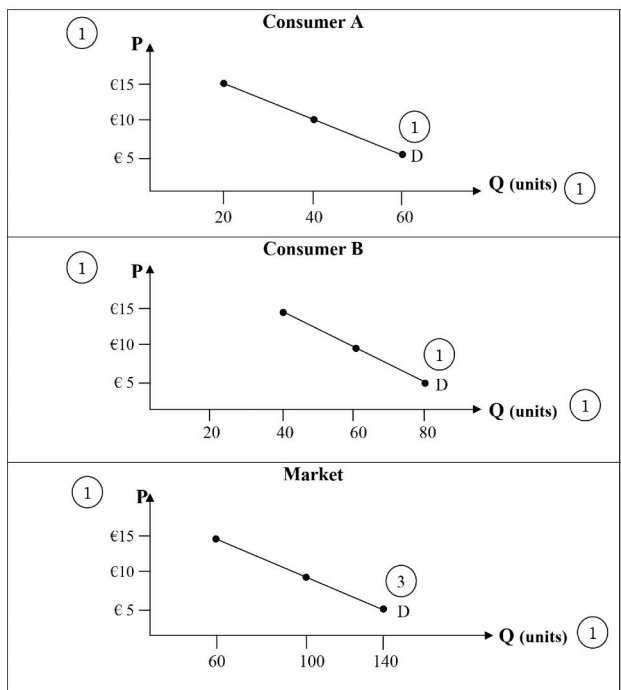 Consumer A
1
P
€15
€10
1
€ 5
D
Q (units)
1
20 40 60
Consumer B
1
P
€15
€10
1
€ 5
D
Q (units)
1
20 40 60 80
Market
1
P
€15
€10
3
€ 5
D
Q (units)
1
60 100 140